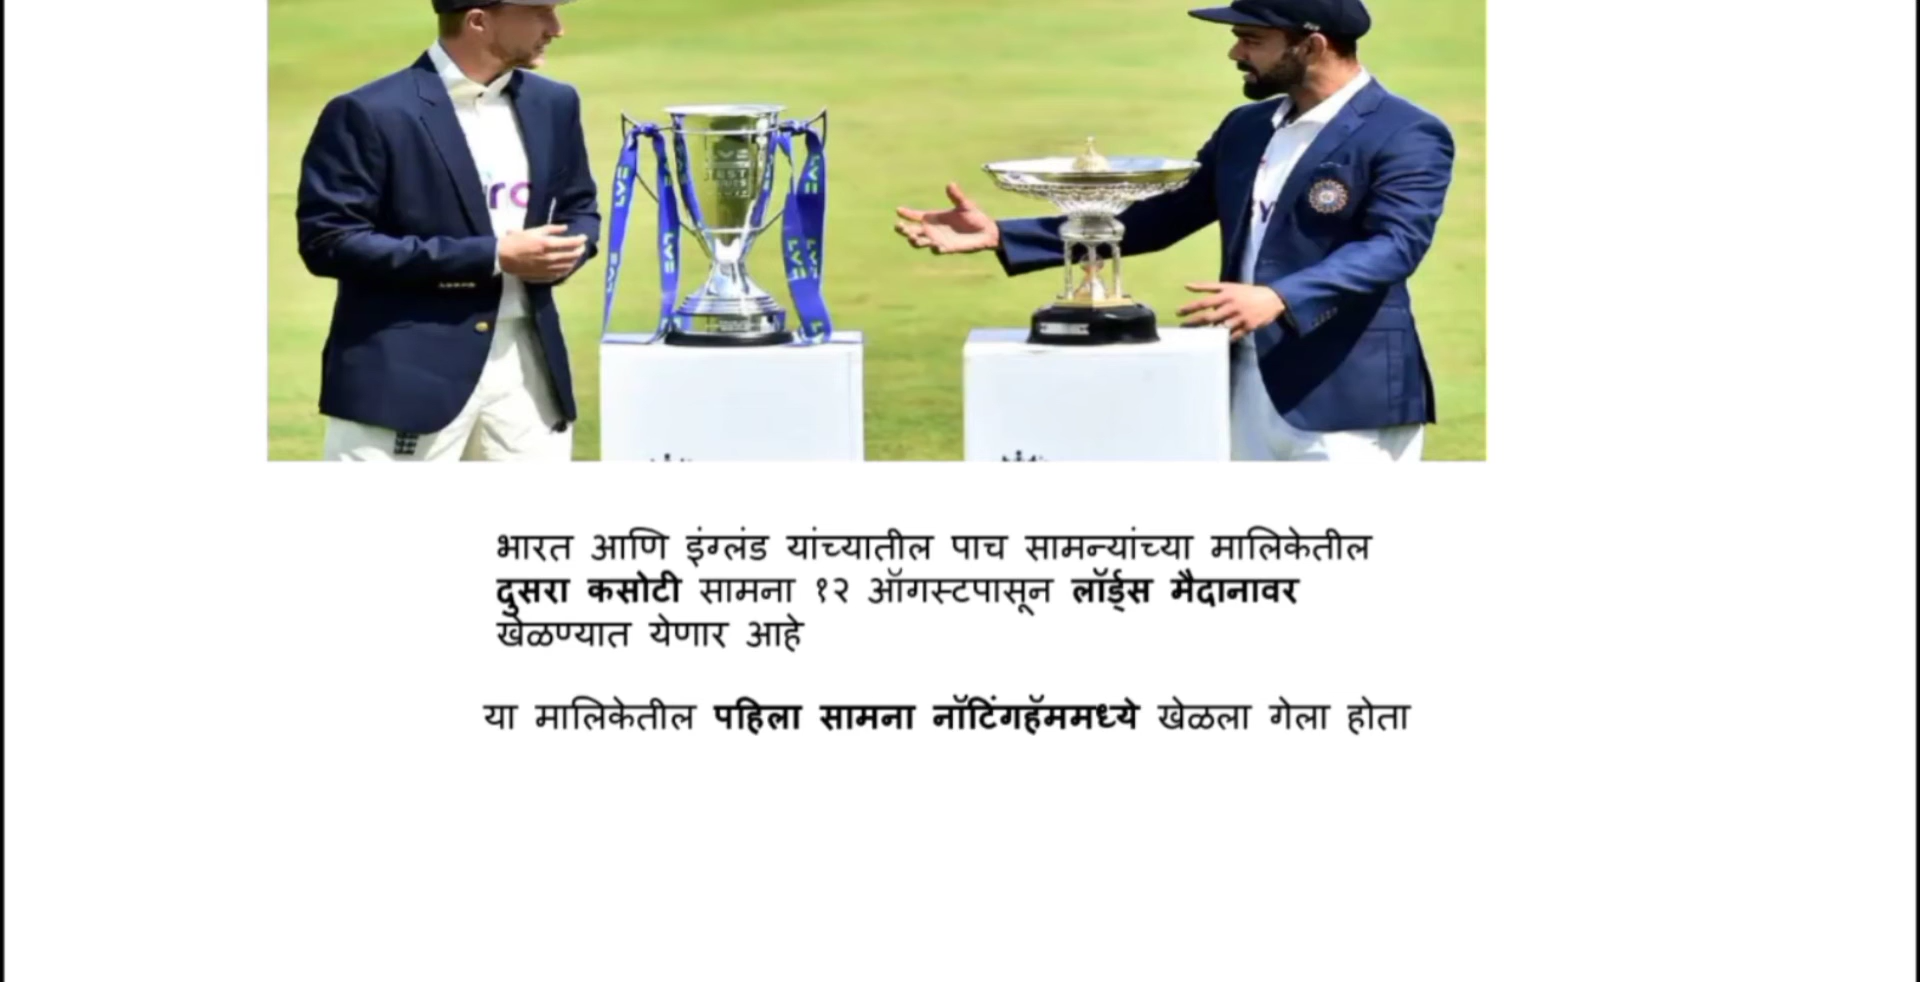 भारत आणि इंग्लंड यांच्यातील पाच सामन्यांच्या मालिकेतील
दुसरा कसोटी सामना १२ ऑगस्टपासून लॉर्ड्स मैदानावर
खेळण्यात येणार आहे
या मालिकेतील पहिला सामना नॉटिंगहॅममध्ये खेळला गेला होता